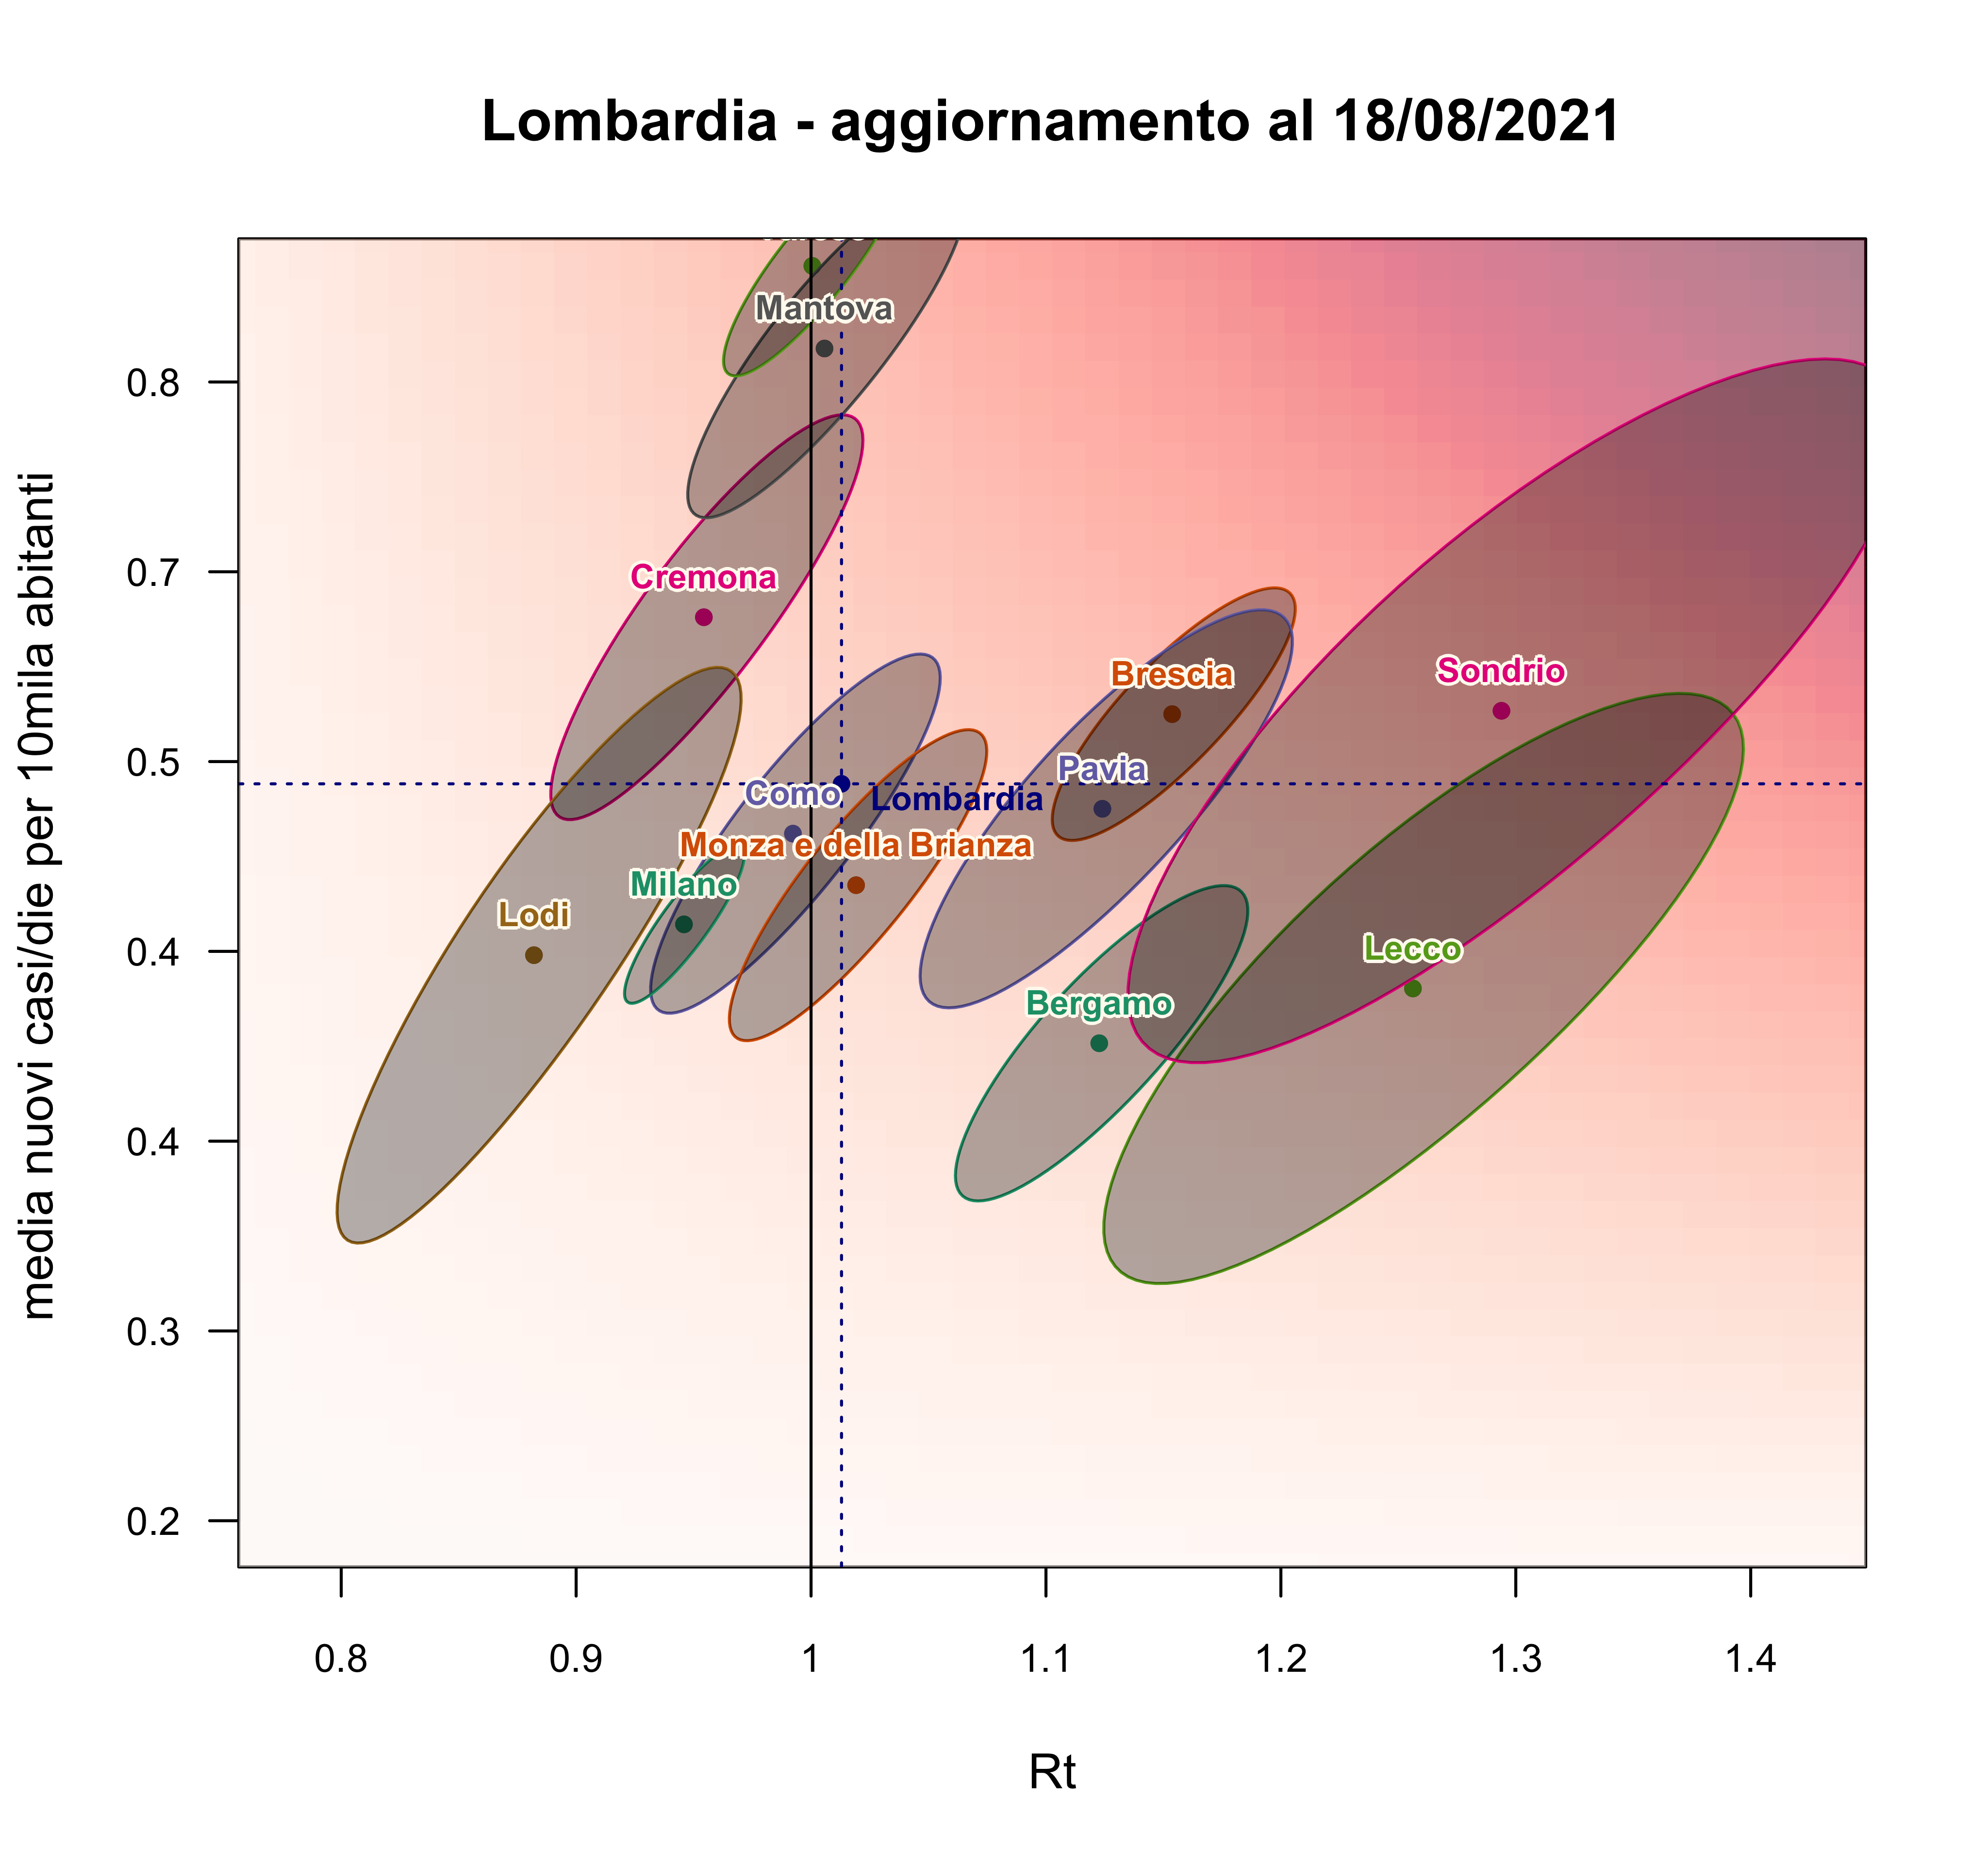 Lombardia - aggiornamento al 18/08/2021
media nuovi casi/die per 10mila abitanti
0.8
0.7
0.5
0.4
0.4
0.3
0.2
Mantova
Cremona
Brescia
Sondrio
Pavia
Como
Lombardia
Monza e della Brianza
Milano
Lodi
Lecco
Bergamo
0.8
0.9
1
1.1
1.2
1.3
1.4
Rt